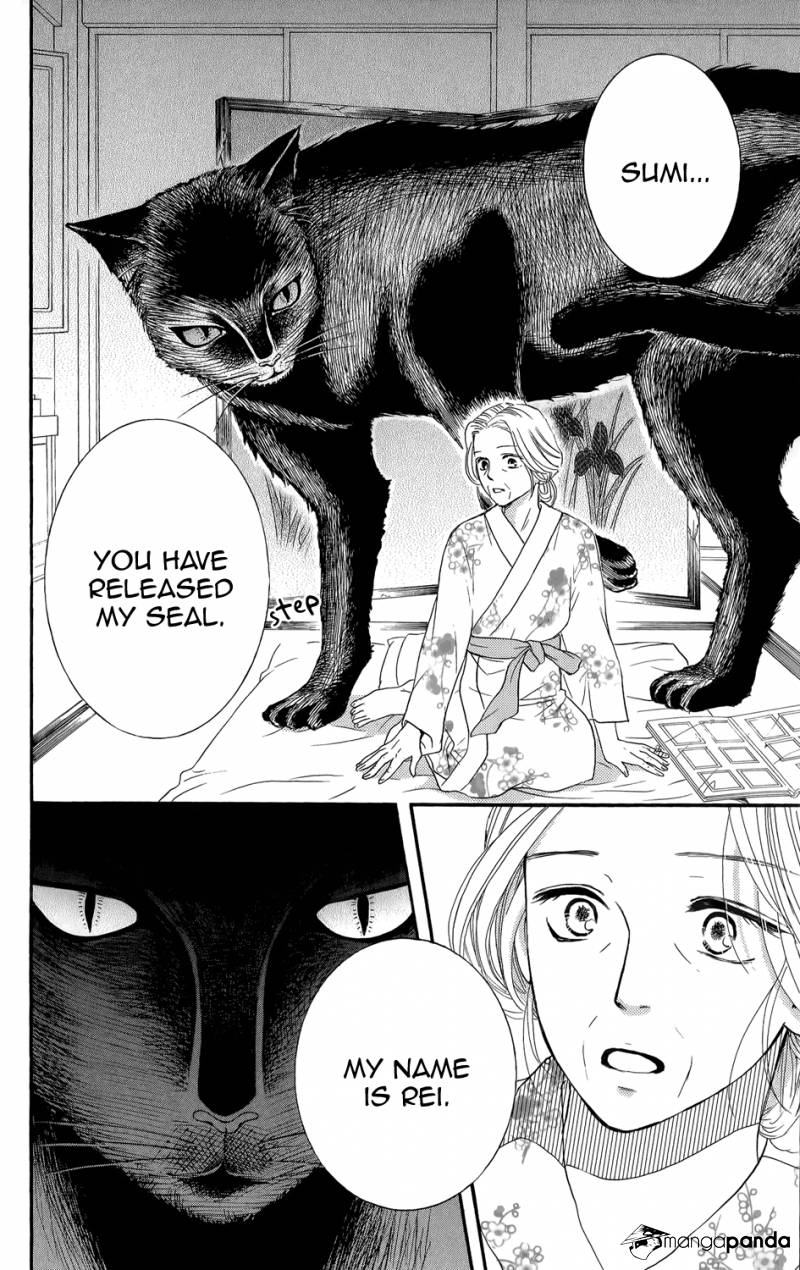 SUMI...
YOU HAVE
RELEASED
MY SEAL.
step
MY NAME
IS REI.
mangapanda